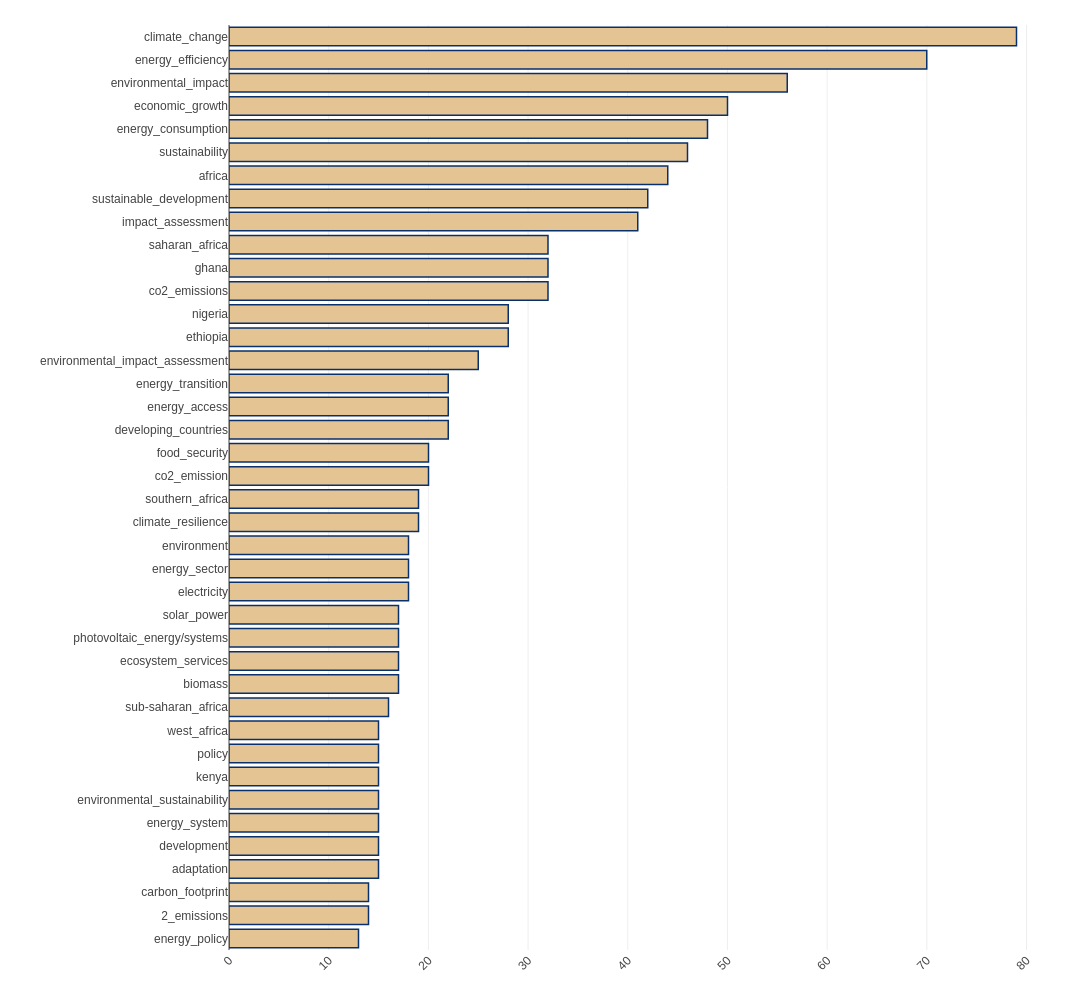 climate_change
energy_efficiency
environmental_impact
economic_growth
energy_consumption
sustainability
africa
sustainable_development
impact_assessment
saharan_africa
ghana
co2_emissions
nigeria
ethiopia
environmental_impact_assessment
energy_transition
energy_access
developing_countries
food_security
co2_emission
southern_africa
climate_resilience
environment
energy_sector
electricity
solar_power
photovoltaic_energy/systems
ecosystem_services
biomass
sub-saharan_africa
west_africa
policy
kenya
environmental_sustainability
energy_system
development
adaptation
carbon_footprint
2_emissions
energy_policy
0 10 20 30 40 50 60 70 80